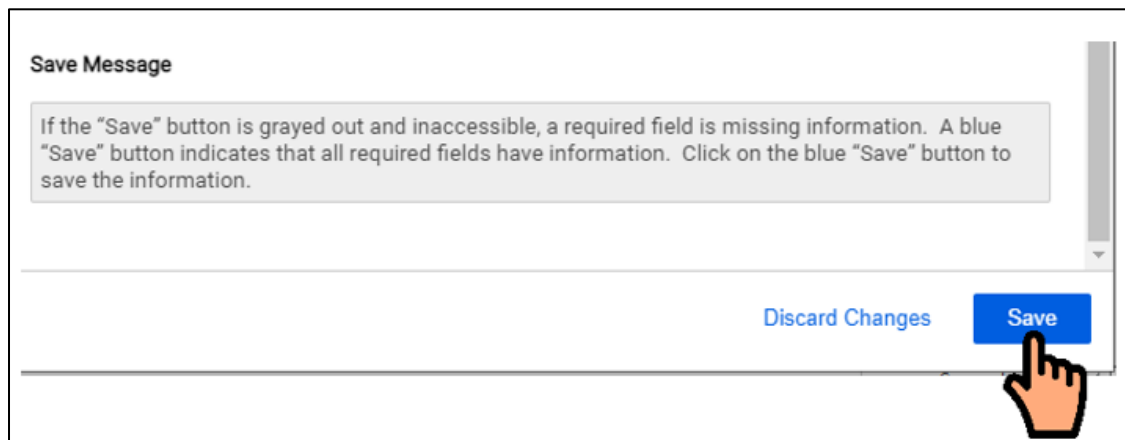 Save Message
If the “Save” button is grayed out and inaccessible, a required field is missing information.  A blue
“Save” button indicates that all required fields have information.  Click on the blue “Save” button to
save the information.
Discard Changes
Save